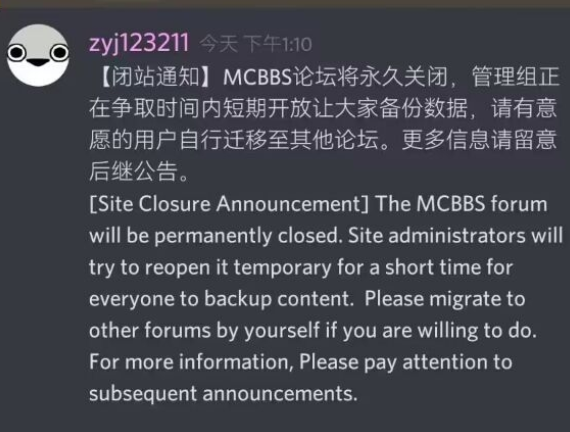 zyj123211 今天 下午1:10
【闭站通知】MCBBS论坛将永久关闭，管理组正
在争取时间内短期开放让大家备份数据，请有意
愿的用户自行迁移至其他论坛。更多信息请留意
后继公告。
[Site Closure Announcement] The MCBBS forum
will be permanently closed. Site administrators will
try to reopen it temporary for a short time for
everyone to backup content.  Please migrate to
other forums by yourself if you are willing to do.
For more information, Please pay attention to
subsequent announcements.